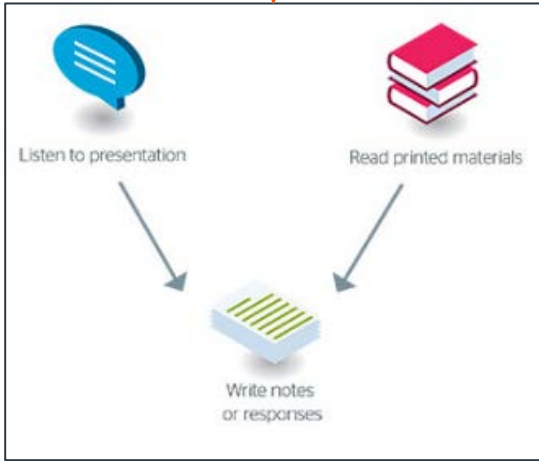 Listen to presentation
Read printed materials
Write notes
or responses